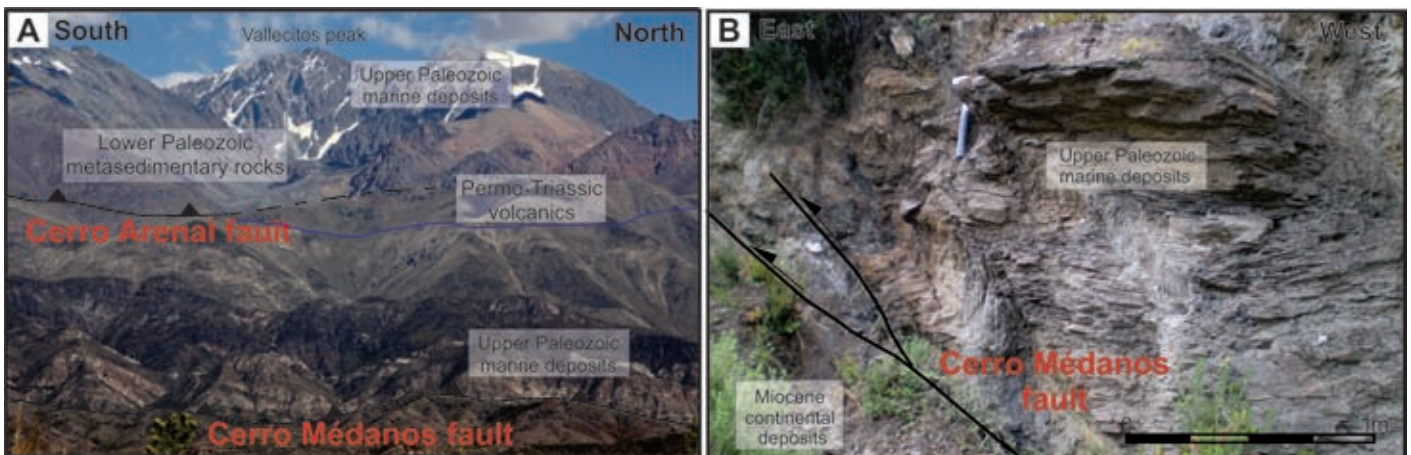 A South
Vallecitos peak
North
Upper Paleozoic
marine deposits
Lower Paleozoic
metasedimentary rocks
Permo-Triassic
volcanics
Cerro Arenal fault
Upper Paleozoic
marine deposits
Cerro Médanos fault
B East
West
Upper Paleozoic
marine deposits
Cerro Médanos
fault
Miocene
continental
deposits
0 1m